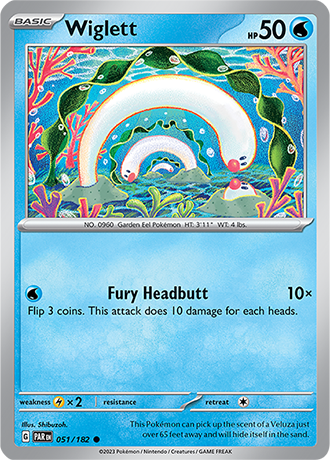 BASIC
Wiglett
HP 50
NO. 0960 Garden Eel Pokémon HT: 3'11" WT: 4 lbs.
Fury Headbutt 10×
Flip 3 coins. This attack does 10 damage for each heads.
weakness ×2 resistance retreat
Illus. Shibuzoh.
G PAR EN 051/182
This Pokémon can pick up the scent of a Veluza just
over 65 feet away and will hide itself in the sand.
©2023 Pokémon / Nintendo / Creatures / GAME FREAK